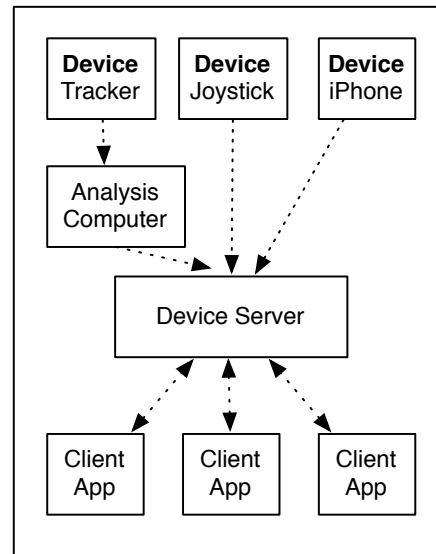 Device
Tracker
Device
Joystick
Device
iPhone
Analysis
Computer
Device Server
Client
App
Client
App
Client
App